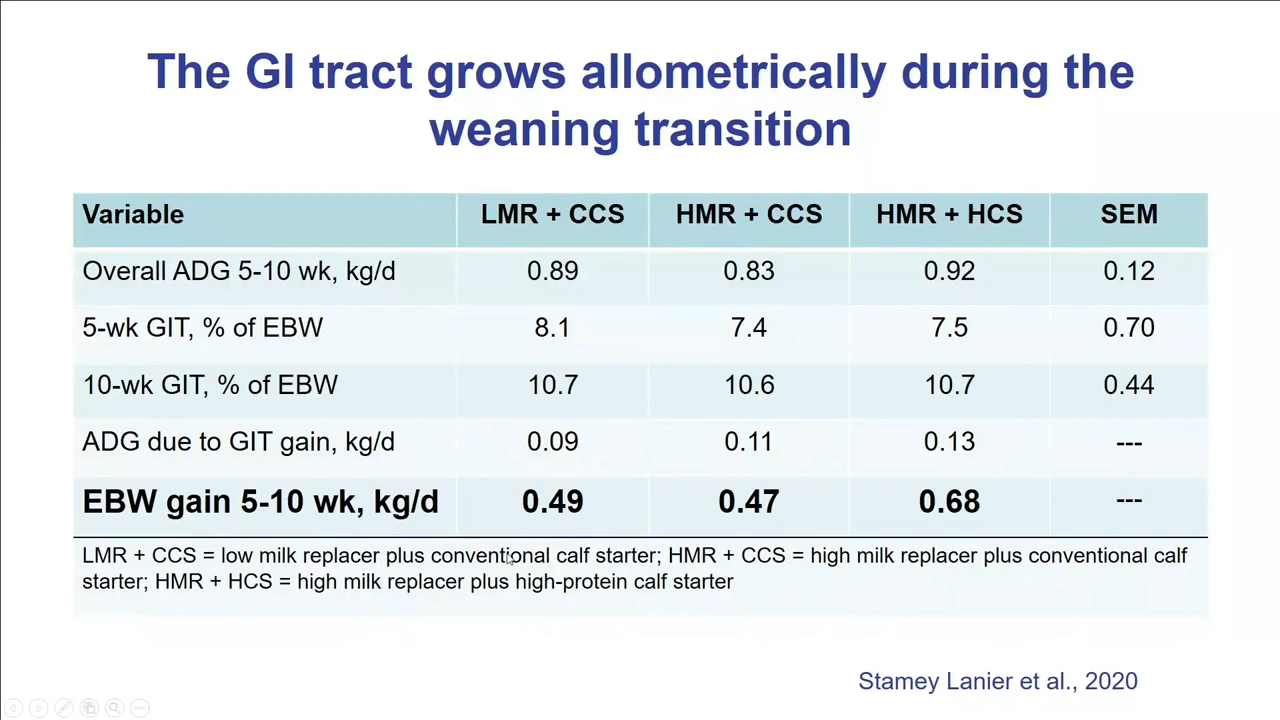 The GI tract grows allometrically during the
weaning transition
Variable LMR + CCS HMR + CCS HMR + HCS SEM
Overall ADG 5-10 wk, kg/d 0.89 0.83 0.92 0.12
5-wk GIT, % of EBW 8.1 7.4 7.5 0.70
10-wk GIT, % of EBW 10.7 10.6 10.7 0.44
ADG due to GIT gain, kg/d 0.09 0.11 0.13 ---
EBW gain 5-10 wk, kg/d 0.49 0.47 0.68 ---
LMR + CCS = low milk replacer plus conventional calf starter; HMR + CCS = high milk replacer plus conventional calf
starter; HMR + HCS = high milk replacer plus high-protein calf starter
Stamey Lanier et al., 2020